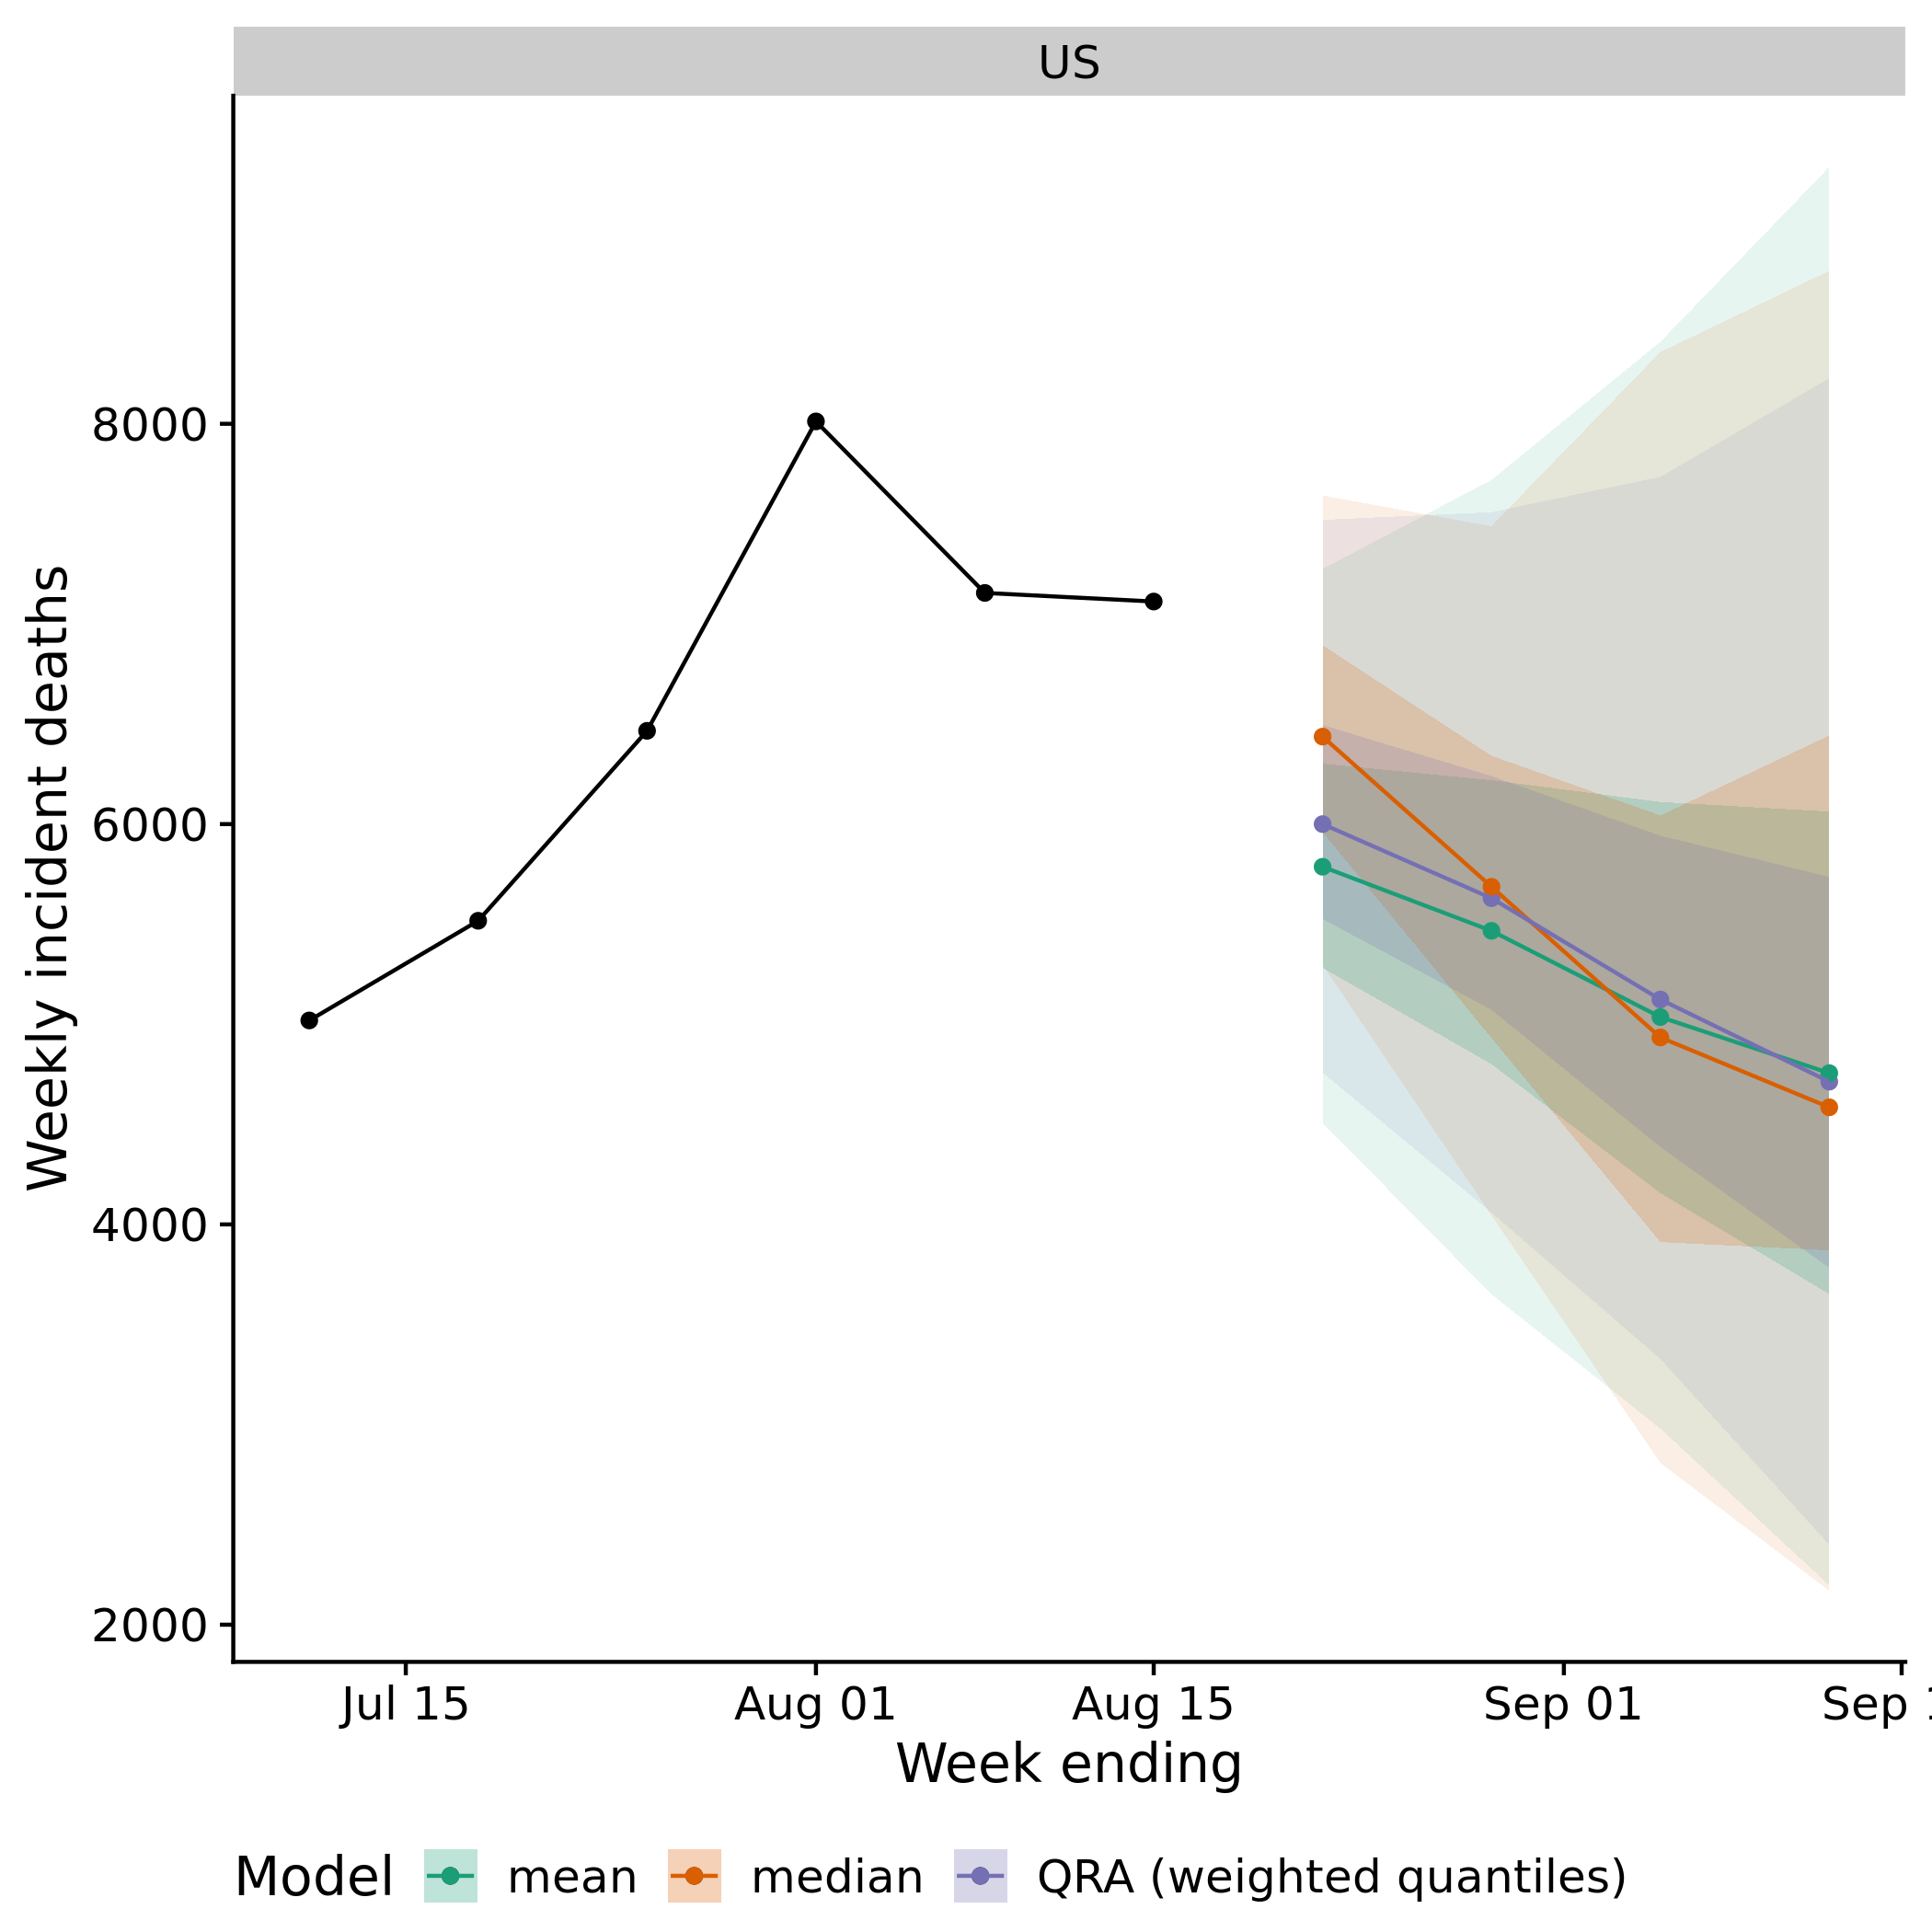 US
Weekly incident deaths
8000
6000
4000
2000
Jul 15 Aug 01 Aug 15 Sep 01 Sep
Week ending
Model mean median QRA (weighted quantiles)